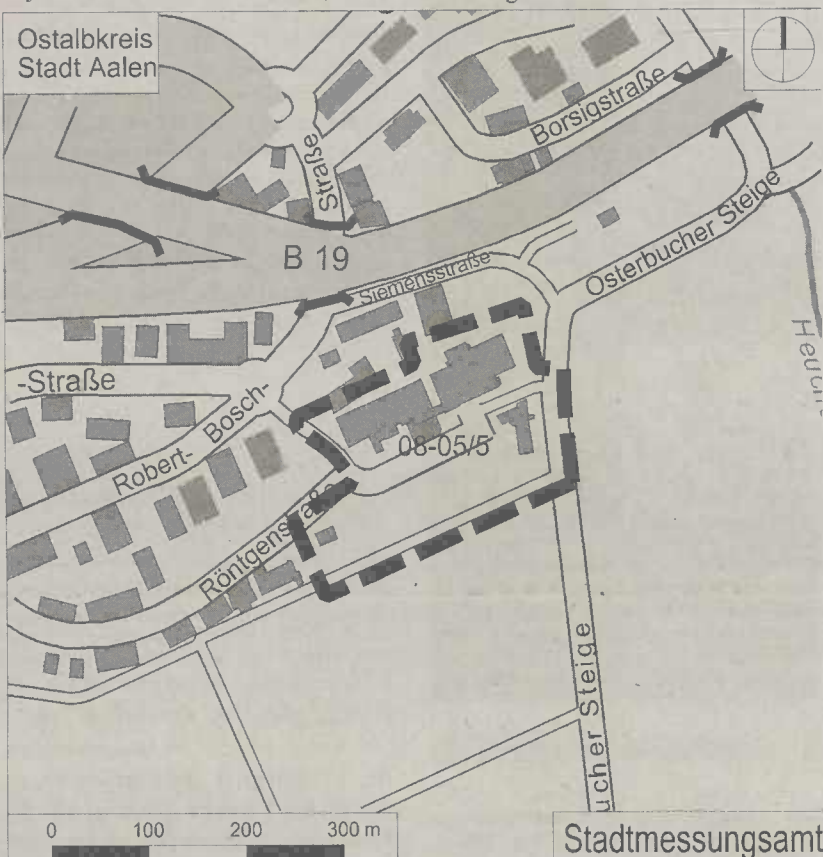 Ostalbkreis
Stadt Aalen
Straße
Borsigstraße
B 19
Siemensstraße
Osterbucher Steige
-Straße
Robert-
Bosch-
08-05/5
Röntgenstraße
ucher Steige
0 100 200 300 m
Stadtmessungsamt